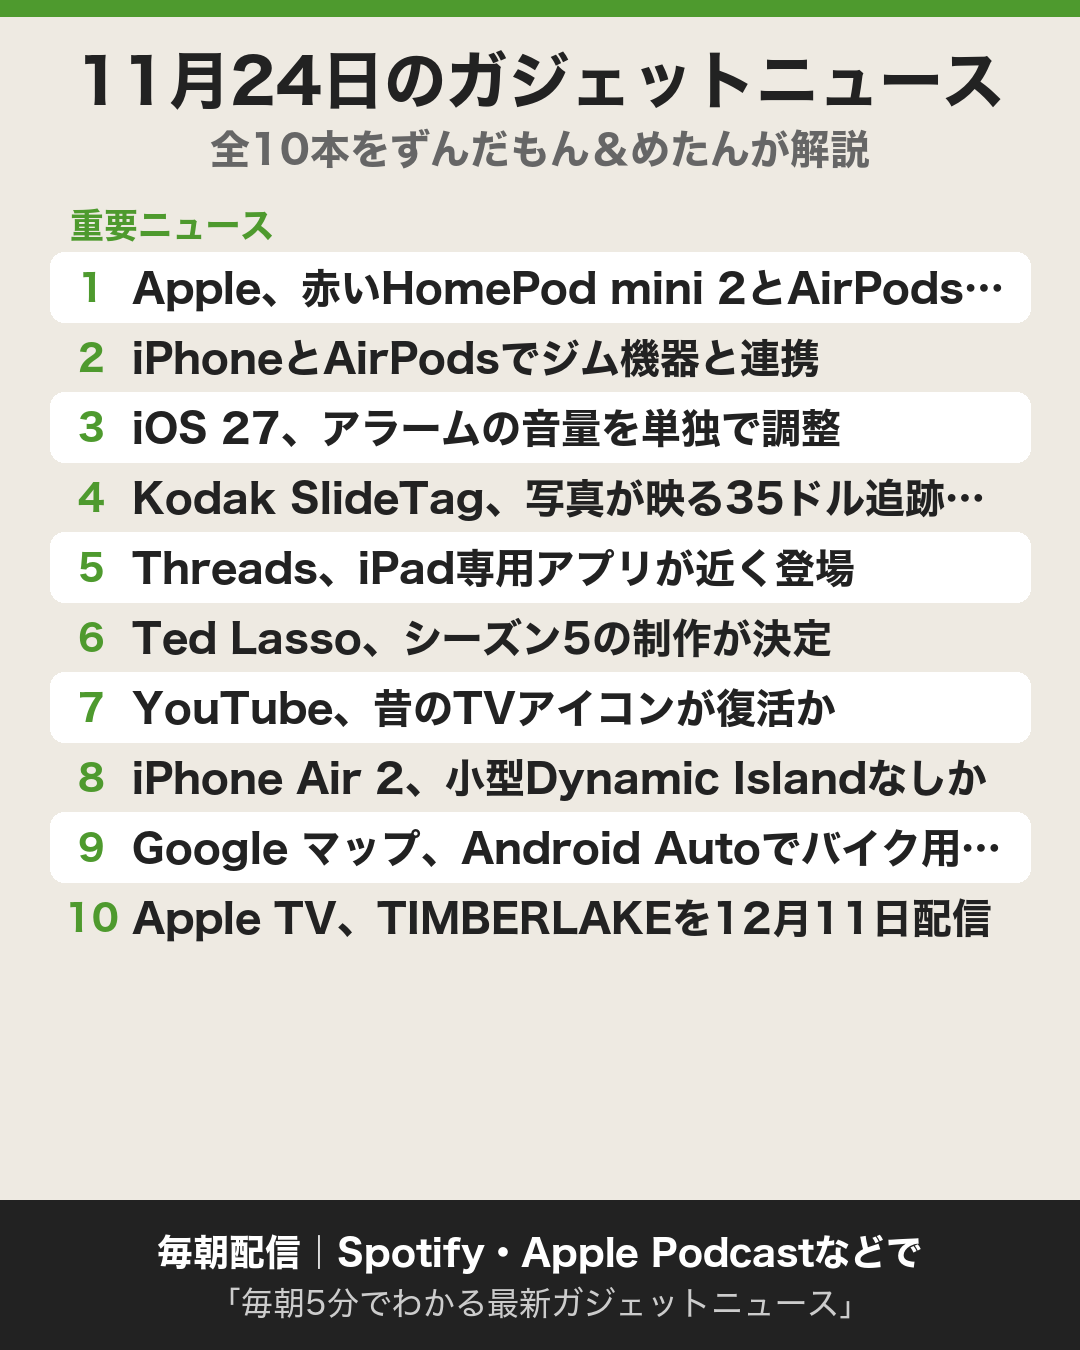 11月24日のガジェットニュース
全10本をずんだもん＆めたんが解説
重要ニュース
1 Apple、赤いHomePod mini 2とAirPods…
2 iPhoneとAirPodsでジム機器と連携
3 iOS 27、アラームの音量を単独で調整
4 Kodak SlideTag、写真が映る35ドル追跡…
5 Threads、iPad専用アプリが近く登場
6 Ted Lasso、シーズン5の制作が決定
7 YouTube、昔のTVアイコンが復活か
8 iPhone Air 2、小型Dynamic Islandなしか
9 Google マップ、Android Autoでバイク用…
10 Apple TV、TIMBERLAKEを12月11日配信
毎朝配信｜Spotify・Apple Podcastなどで
「毎朝5分でわかる最新ガジェットニュース」